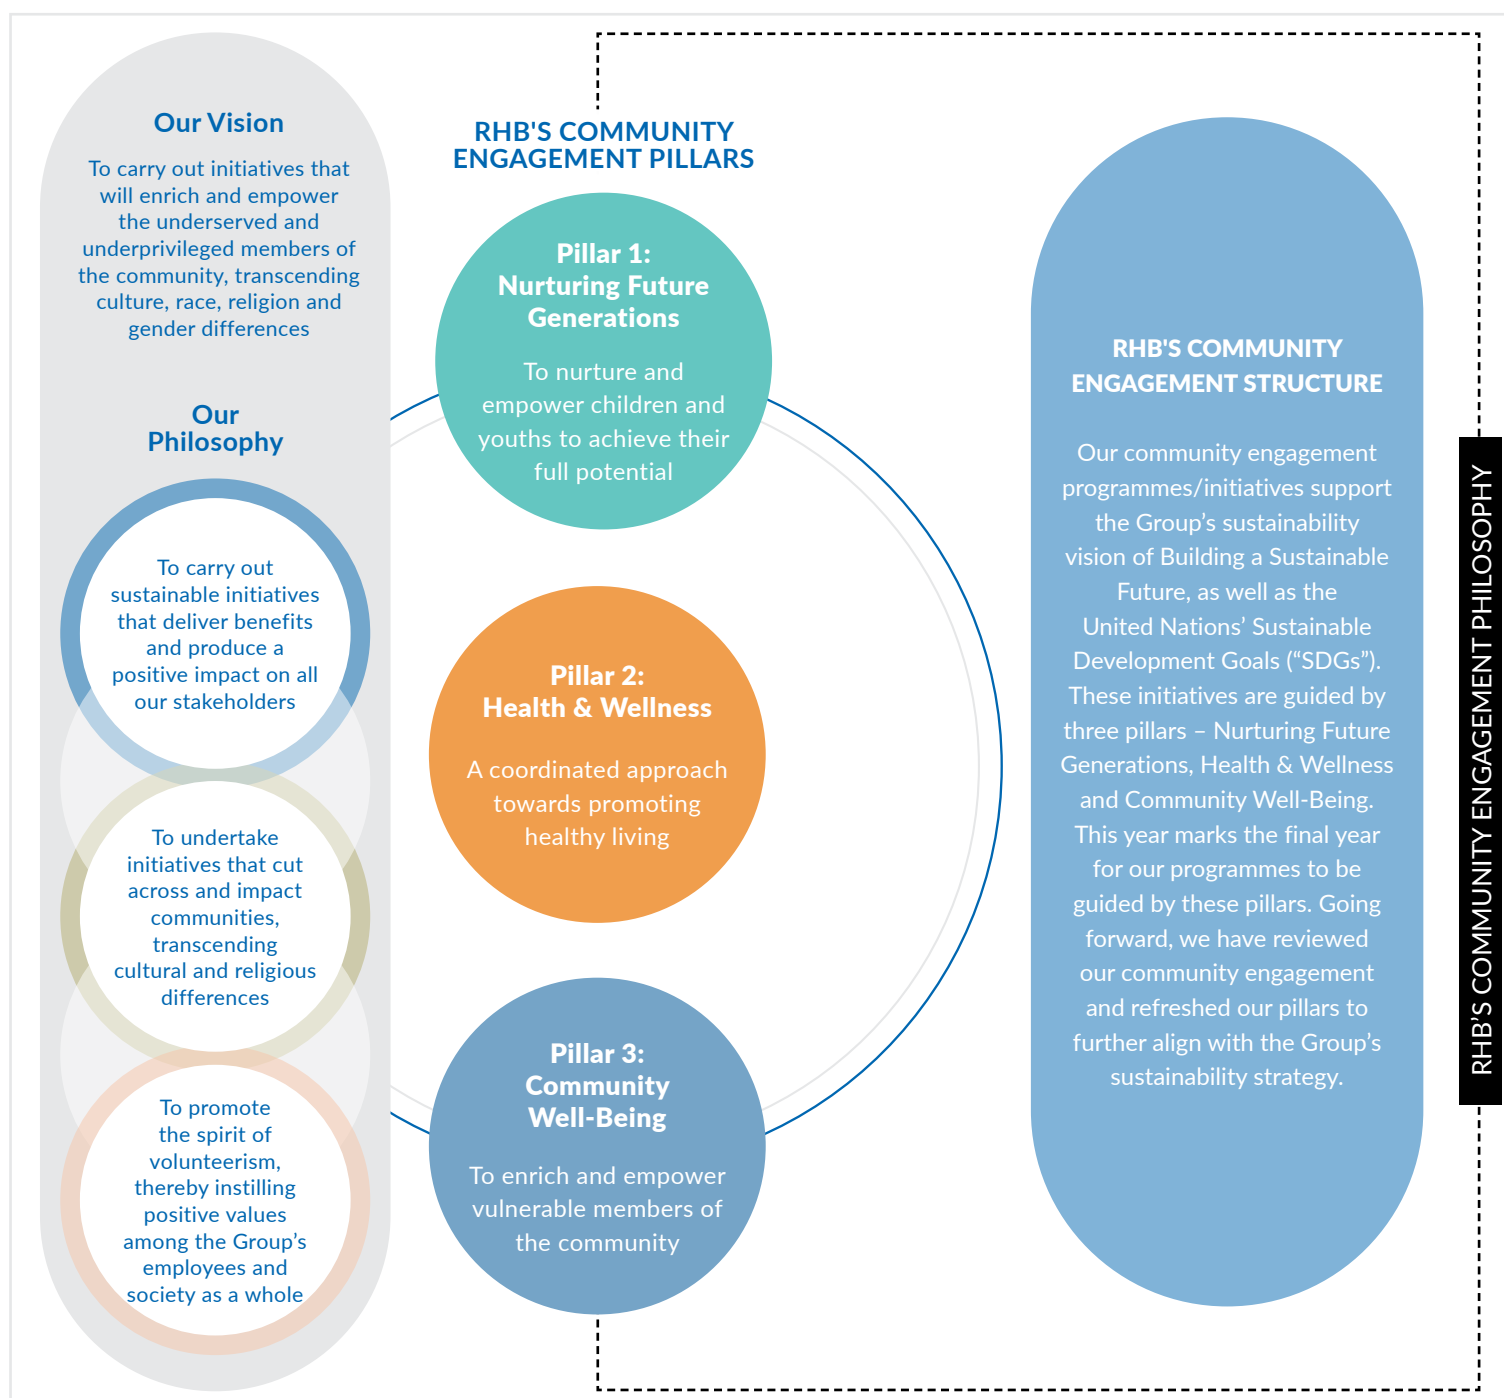 Our Vision
To carry out initiatives that
will enrich and empower
the underserved and
underprivileged members of
the community, transcending
culture, race, religion and
gender differences
Our
Philosophy
To carry out
sustainable initiatives
that deliver benefits
and produce a
positive impact on all
our stakeholders
To undertake
initiatives that cut
across and impact
communities,
transcending
cultural and religious
differences
To promote
the spirit of
volunteerism,
thereby instilling
positive values
among the Group’s
employees and
society as a whole
RHB'S COMMUNITY
ENGAGEMENT PILLARS
Pillar 1:
Nurturing Future
Generations
To nurture and
empower children and
youths to achieve their
full potential
Pillar 2:
Health & Wellness
A coordinated approach
towards promoting
healthy living
Pillar 3:
Community
Well-Being
To enrich and empower
vulnerable members of
the community
RHB'S COMMUNITY
ENGAGEMENT STRUCTURE
Our community engagement
programmes/initiatives support
the Group’s sustainability
vision of Building a Sustainable
Future, as well as the
United Nations’ Sustainable
Development Goals (“SDGs”).
These initiatives are guided by
three pillars – Nurturing Future
Generations, Health & Wellness
and Community Well-Being.
This year marks the final year
for our programmes to be
guided by these pillars. Going
forward, we have reviewed
our community engagement
and refreshed our pillars to
further align with the Group’s
sustainability strategy.
RHB’S COMMUNITY ENGAGEMENT PHILOSOPHY